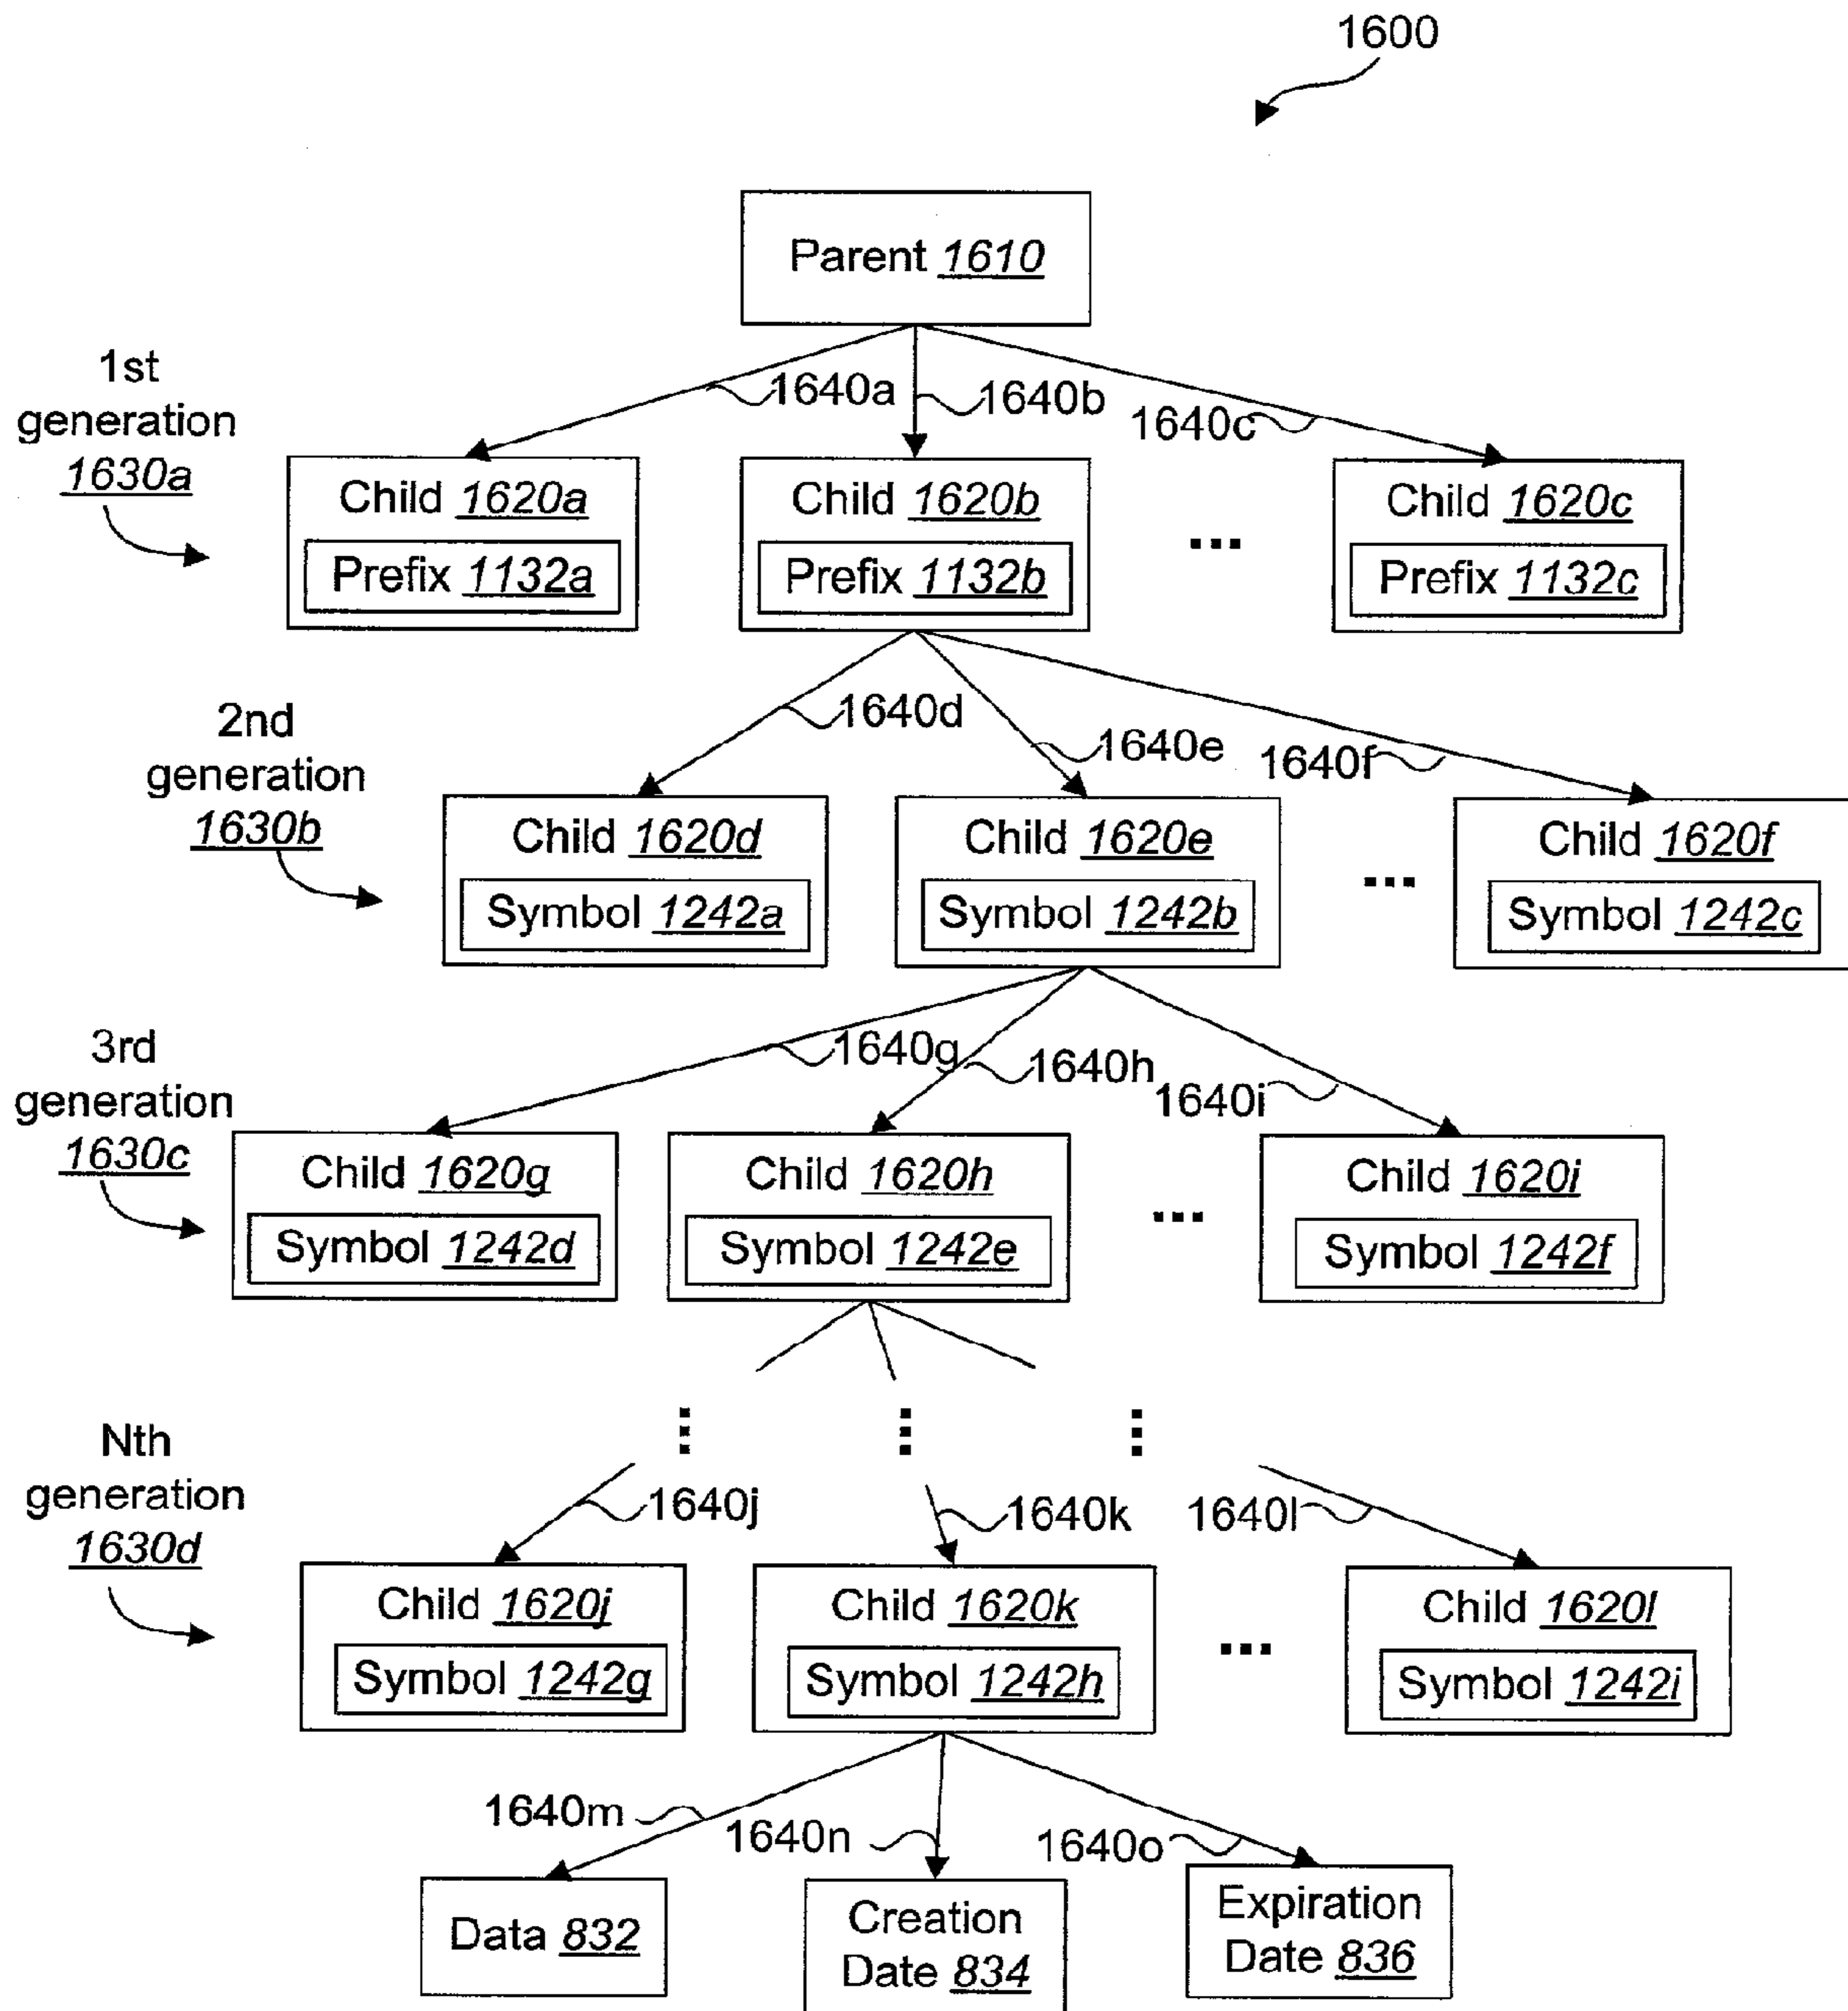 1600
Parent 1610
1st
generation
1630a
1640a
1640b
1640c
Child 1620a
Prefix 1132a
Child 1620b
Prefix 1132b
...
Child 1620c
Prefix 1132c
2nd
generation
1630b
1640d
1640e
1640f
Child 1620d
Symbol 1242a
Child 1620e
Symbol 1242b
...
Child 1620f
Symbol 1242c
3rd
generation
1630c
1640g
1640h
1640i
Child 1620g
Symbol 1242d
Child 1620h
Symbol 1242e
...
Child 1620i
Symbol 1242f
Nth
generation
1630d
1640j
1640k
1640l
Child 1620j
Symbol 1242g
Child 1620k
Symbol 1242h
...
Child 1620l
Symbol 1242i
1640m
1640n
1640o
Data 832
Creation
Date 834
Expiration
Date 836